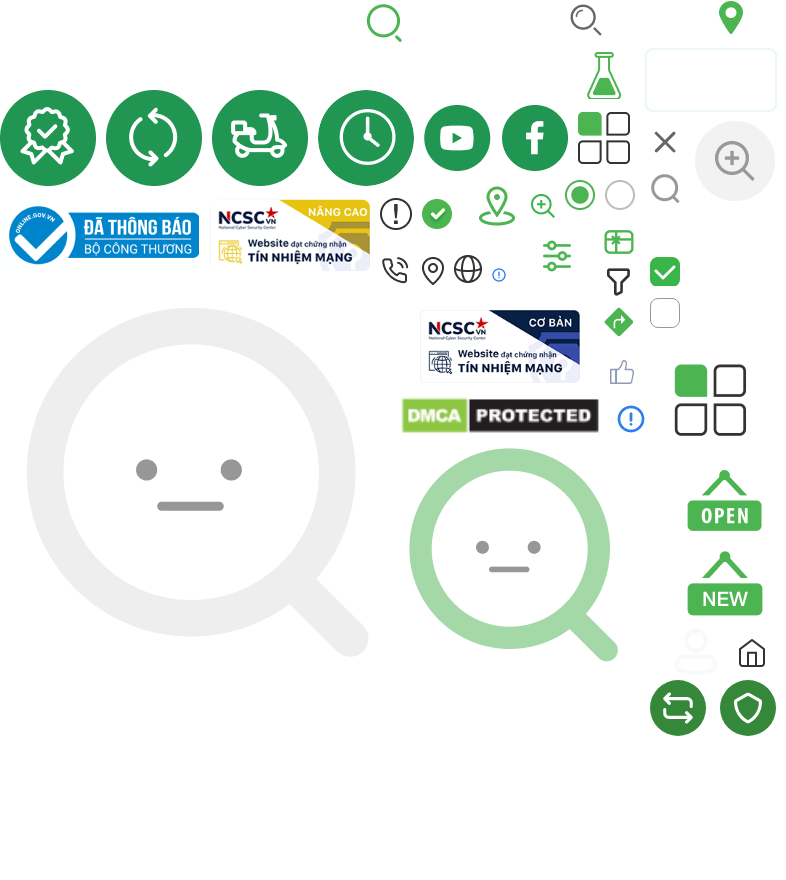 ONLINE.GOV.VN
ĐÃ THÔNG BÁO
BỘ CÔNG THƯƠNG
NÂNG CAO
NCSC.VN
National Cyber Security Center
Website đạt chứng nhận
TÍN NHIỆM MẠNG
CƠ BẢN
NCSC.VN
National Cyber Security Center
Website đạt chứng nhận
TÍN NHIỆM MẠNG
DMCA PROTECTED
OPEN
NEW